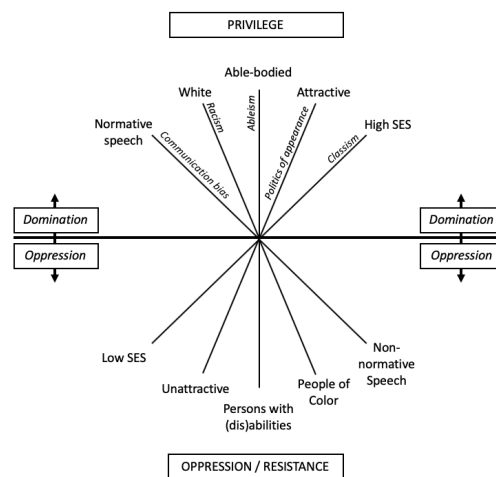 PRIVILEGE
Able-bodied
White
Attractive
Normative
speech
High SES
Communication bias
Racism
Ableism
Politics of appearance
Classism
Domination
Domination
Oppression
Oppression
Low SES
Non-
normative
Speech
Unattractive
People of
Color
Persons with
(dis)abilities
OPPRESSION / RESISTANCE